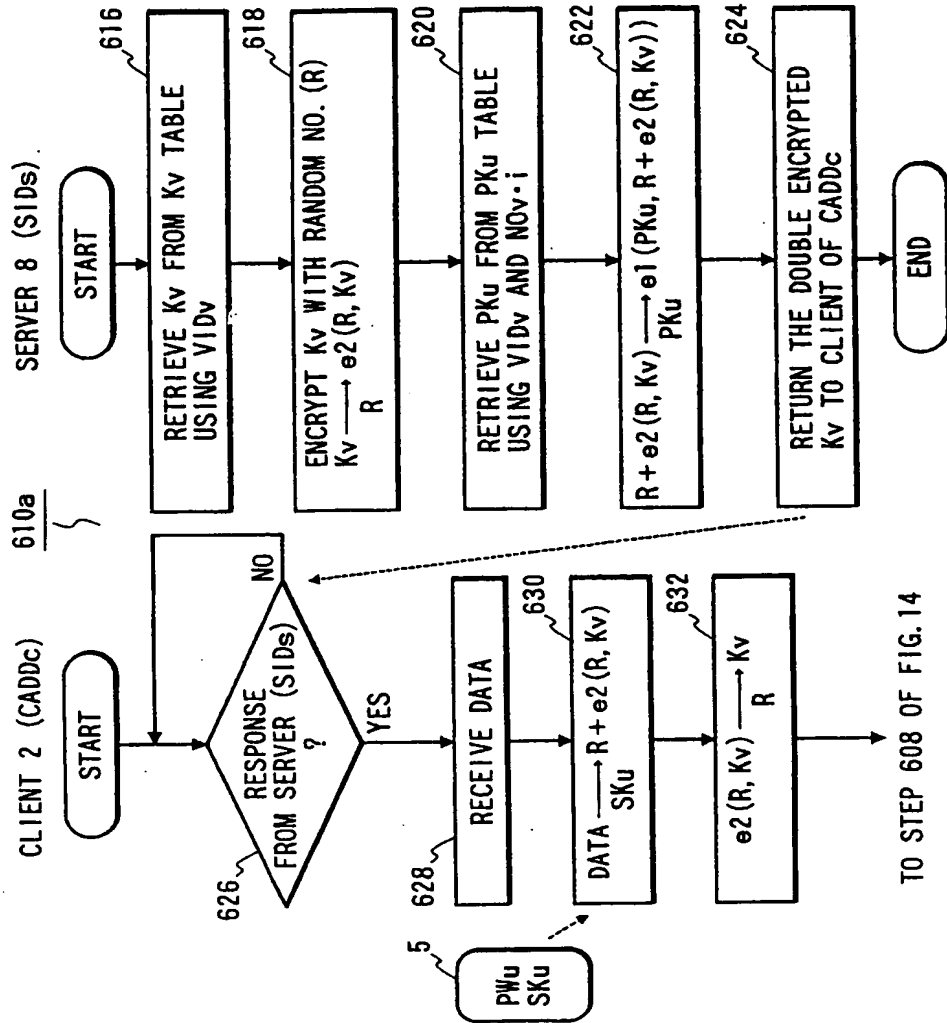 610a
CLIENT 2 (CADDc)
START
RESPONSE
FROM SERVER (SIDs)
?
626
NO
YES
628
RECEIVE DATA
5
PWu
SKu
630
DATA ⟶ R + e2 (R, Kv)
SKu
632
e2 (R, Kv) ⟶ Kv
R
TO STEP 608 OF FIG. 14
SERVER 8 (SIDs).
START
616
RETRIEVE Kv FROM Kv TABLE
USING VIDv
618
ENCRYPT Kv WITH RANDOM NO. (R)
Kv ⟶ e2 (R, Kv)
R
620
RETRIEVE PKu FROM PKu TABLE
USING VIDv AND NOv·i
622
R + e2 (R, Kv) ⟶ e1 (PKu, R + e2 (R, Kv))
PKu
624
RETURN THE DOUBLE ENCRYPTED
Kv TO CLIENT OF CADDc
END